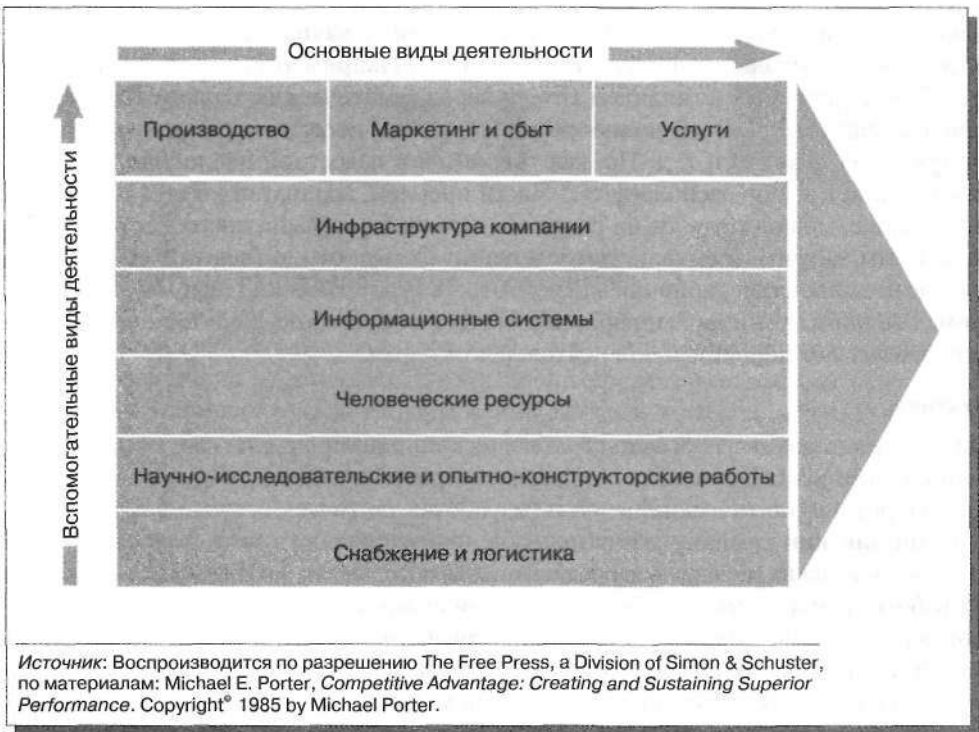 Основные виды деятельности
Вспомогательные виды деятельности
Производство
Маркетинг и сбыт
Услуги
Инфраструктура компании
Информационные системы
Человеческие ресурсы
Научно-исследовательские и опытно-конструкторские работы
Снабжение и логистика
Источник: Воспроизводится по разрешению The Free Press, a Division of Simon & Schuster,
по материалам: Michael E. Porter, Competitive Advantage: Creating and Sustaining Superior
Performance. Copyright© 1985 by Michael Porter.